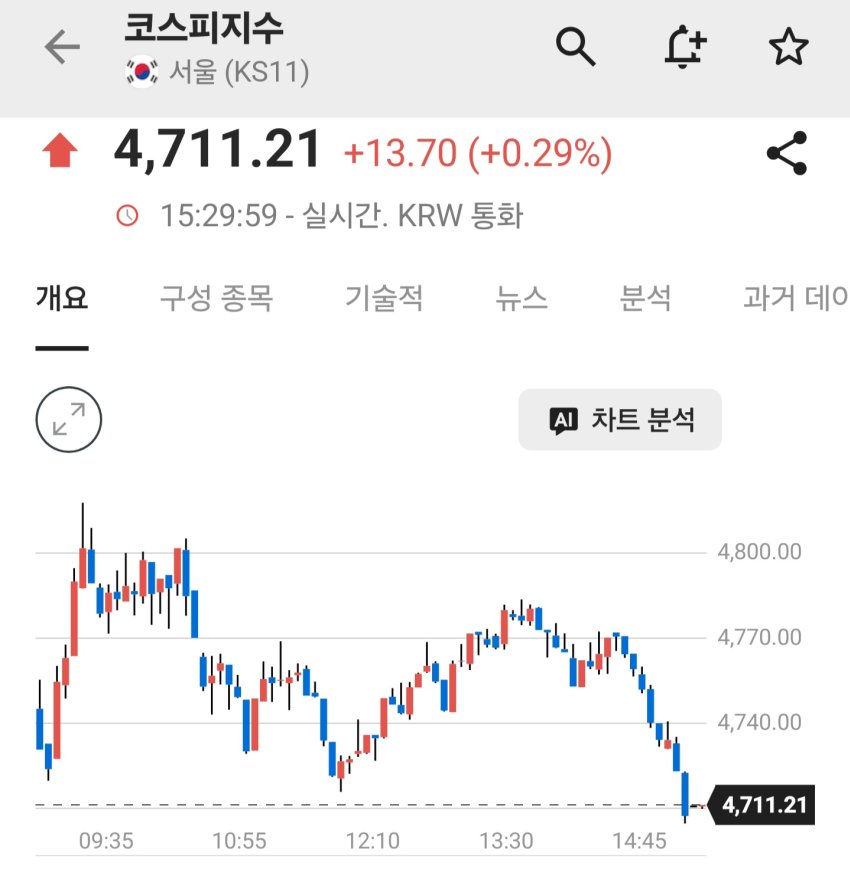 코스피지수
서울 (KS11)
4,711.21 +13.70 (+0.29%)
15:29:59 - 실시간. KRW 통화
개요 구성 종목 기술적 뉴스 분석 과거 데이
AI 차트 분석
4,800.00
4,770.00
4,740.00
4,711.21
09:35 10:55 12:10 13:30 14:45